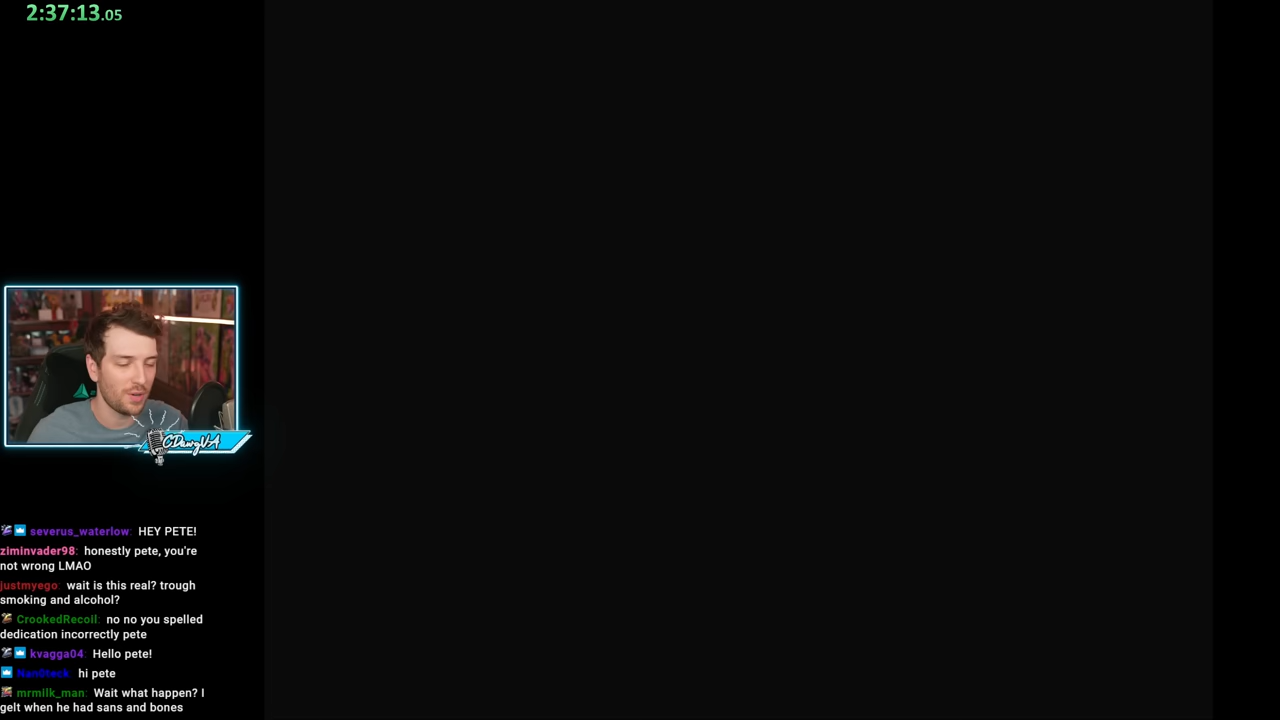 2:37:13.05
CDawgVA
severus_waterlow: HEY PETE!
ziminvader98: honestly pete, you're
not wrong LMAO
justmyego: wait is this real? trough
smoking and alcohol?
CrookedRecoil: no no you spelled
dedication incorrectly pete
kvagga04: Hello pete!
Nan0teck: hi pete
mrmilk_man: Wait what happen? I
gelt when he had sans and bones